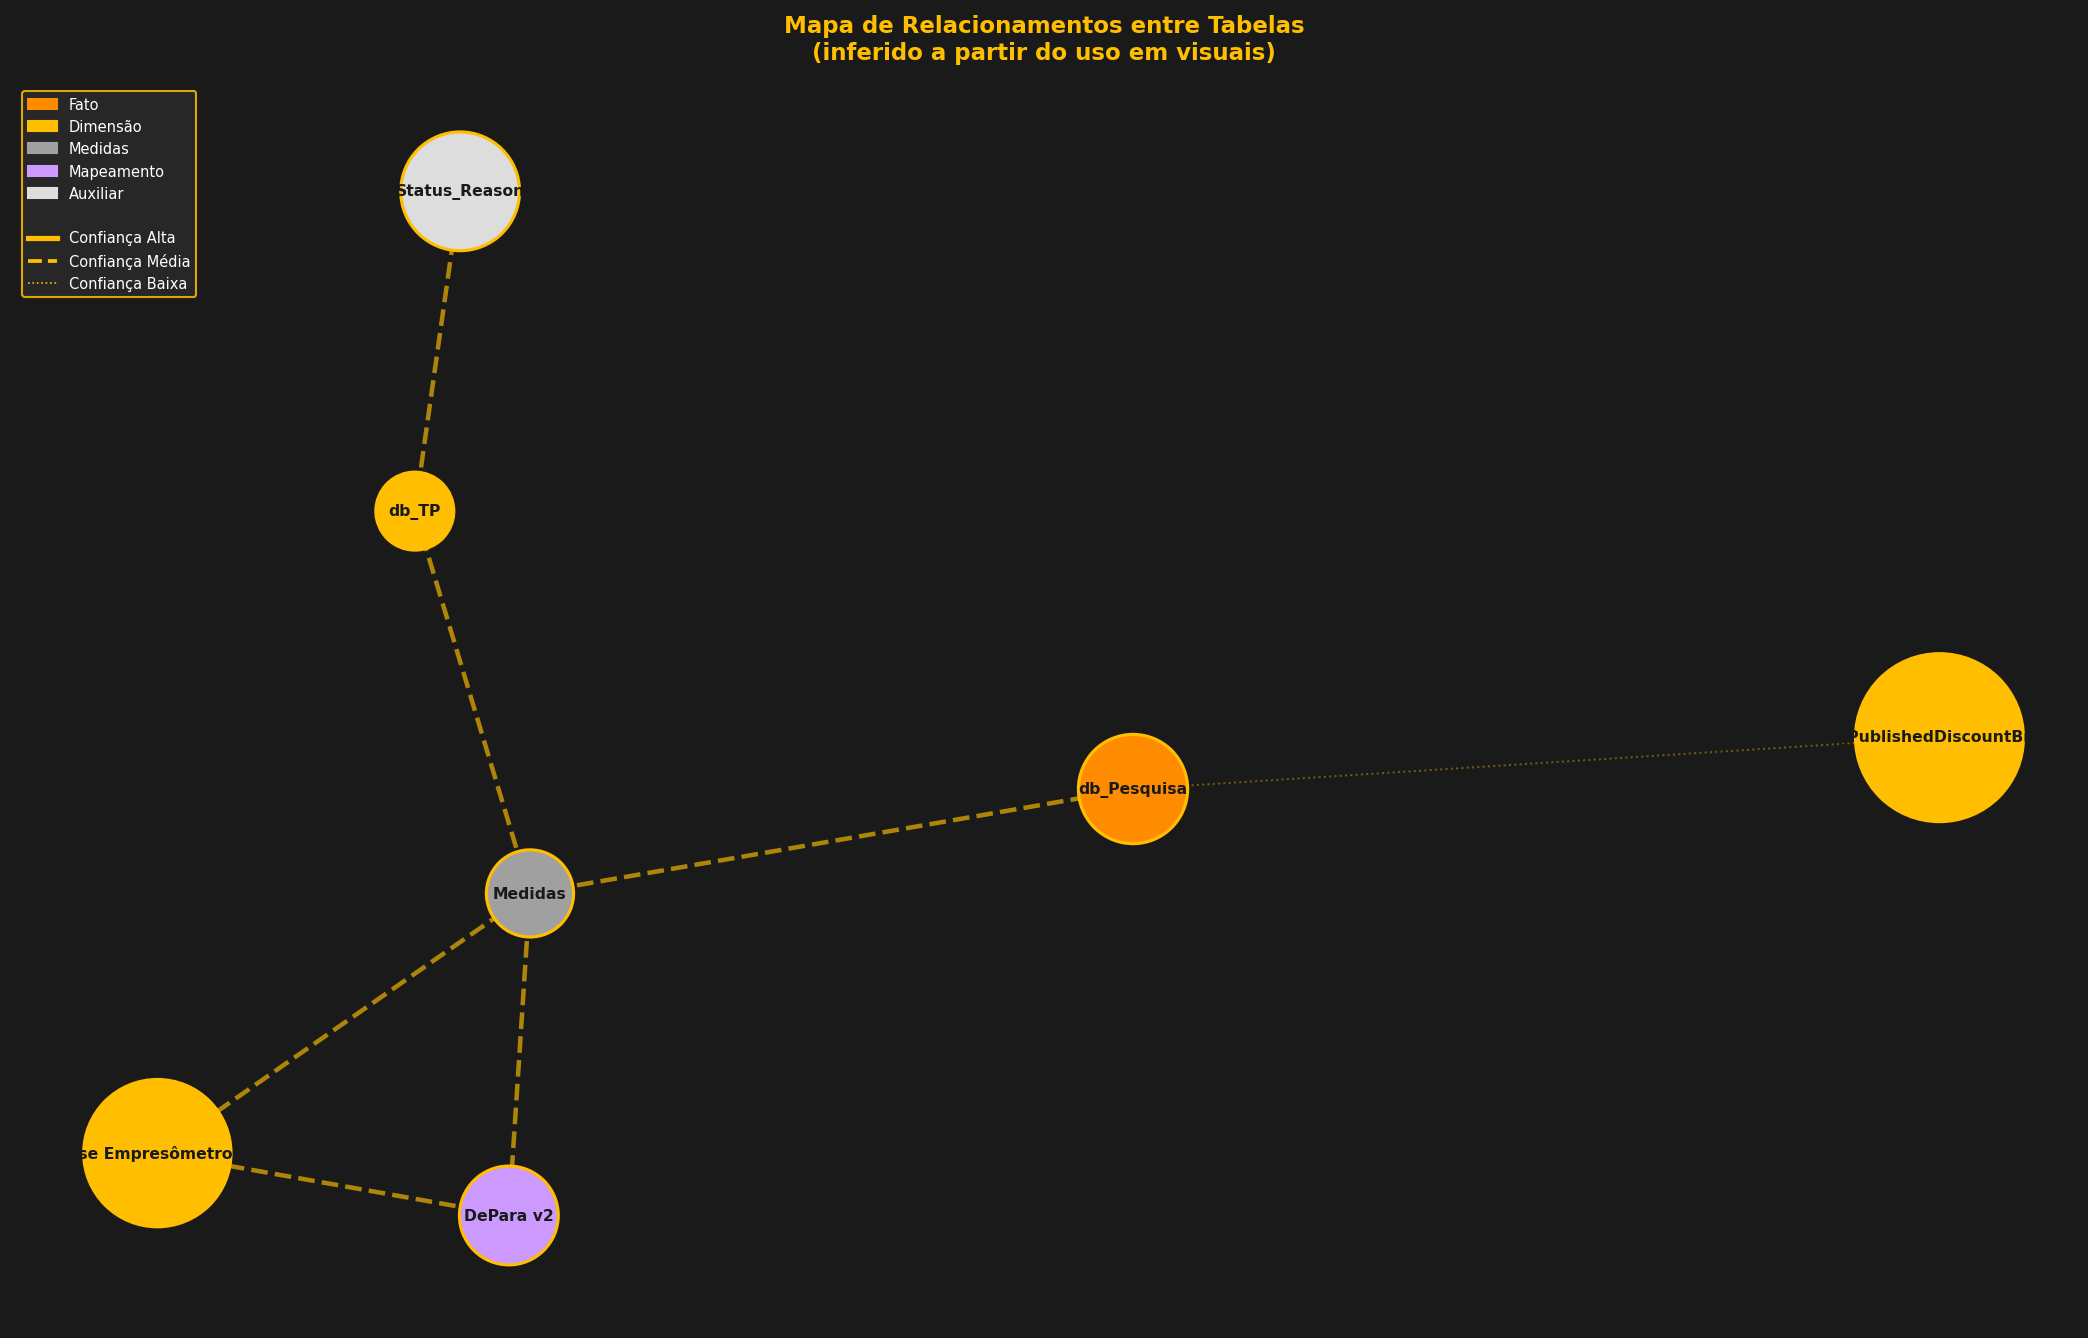 Mapa de Relacionamentos entre Tabelas
(inferido a partir do uso em visuais)
Fato
Dimensão
Medidas
Mapeamento
Auxiliar
Confiança Alta
Confiança Média
Confiança Baixa
Status_Reason
db_TP
PublishedDiscountB
db_Pesquisa
Medidas
se Empresômetro
DePara v2